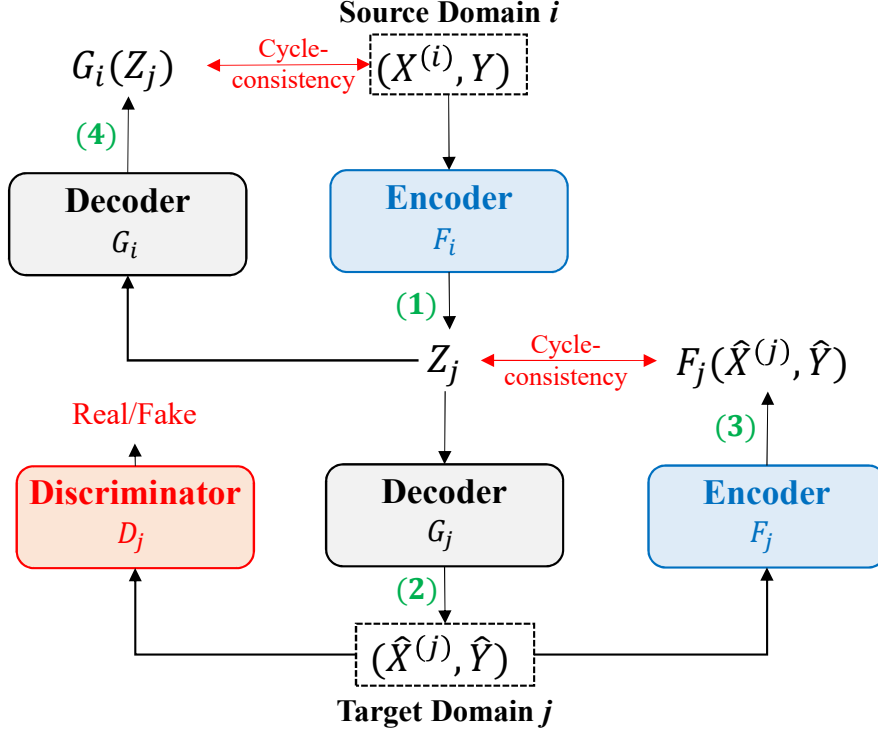 Source Domain i
G_i(Z_j)
Cycle-
consistency
(X^{(i)}, Y)
(4)
Decoder
G_i
Encoder
F_i
(1)
Z_j
Cycle-
consistency
F_j(X̂^{(j)}, Ŷ)
Real/Fake
(3)
Discriminator
D_j
Decoder
G_j
Encoder
F_j
(2)
(X̂^{(j)}, Ŷ)
Target Domain j